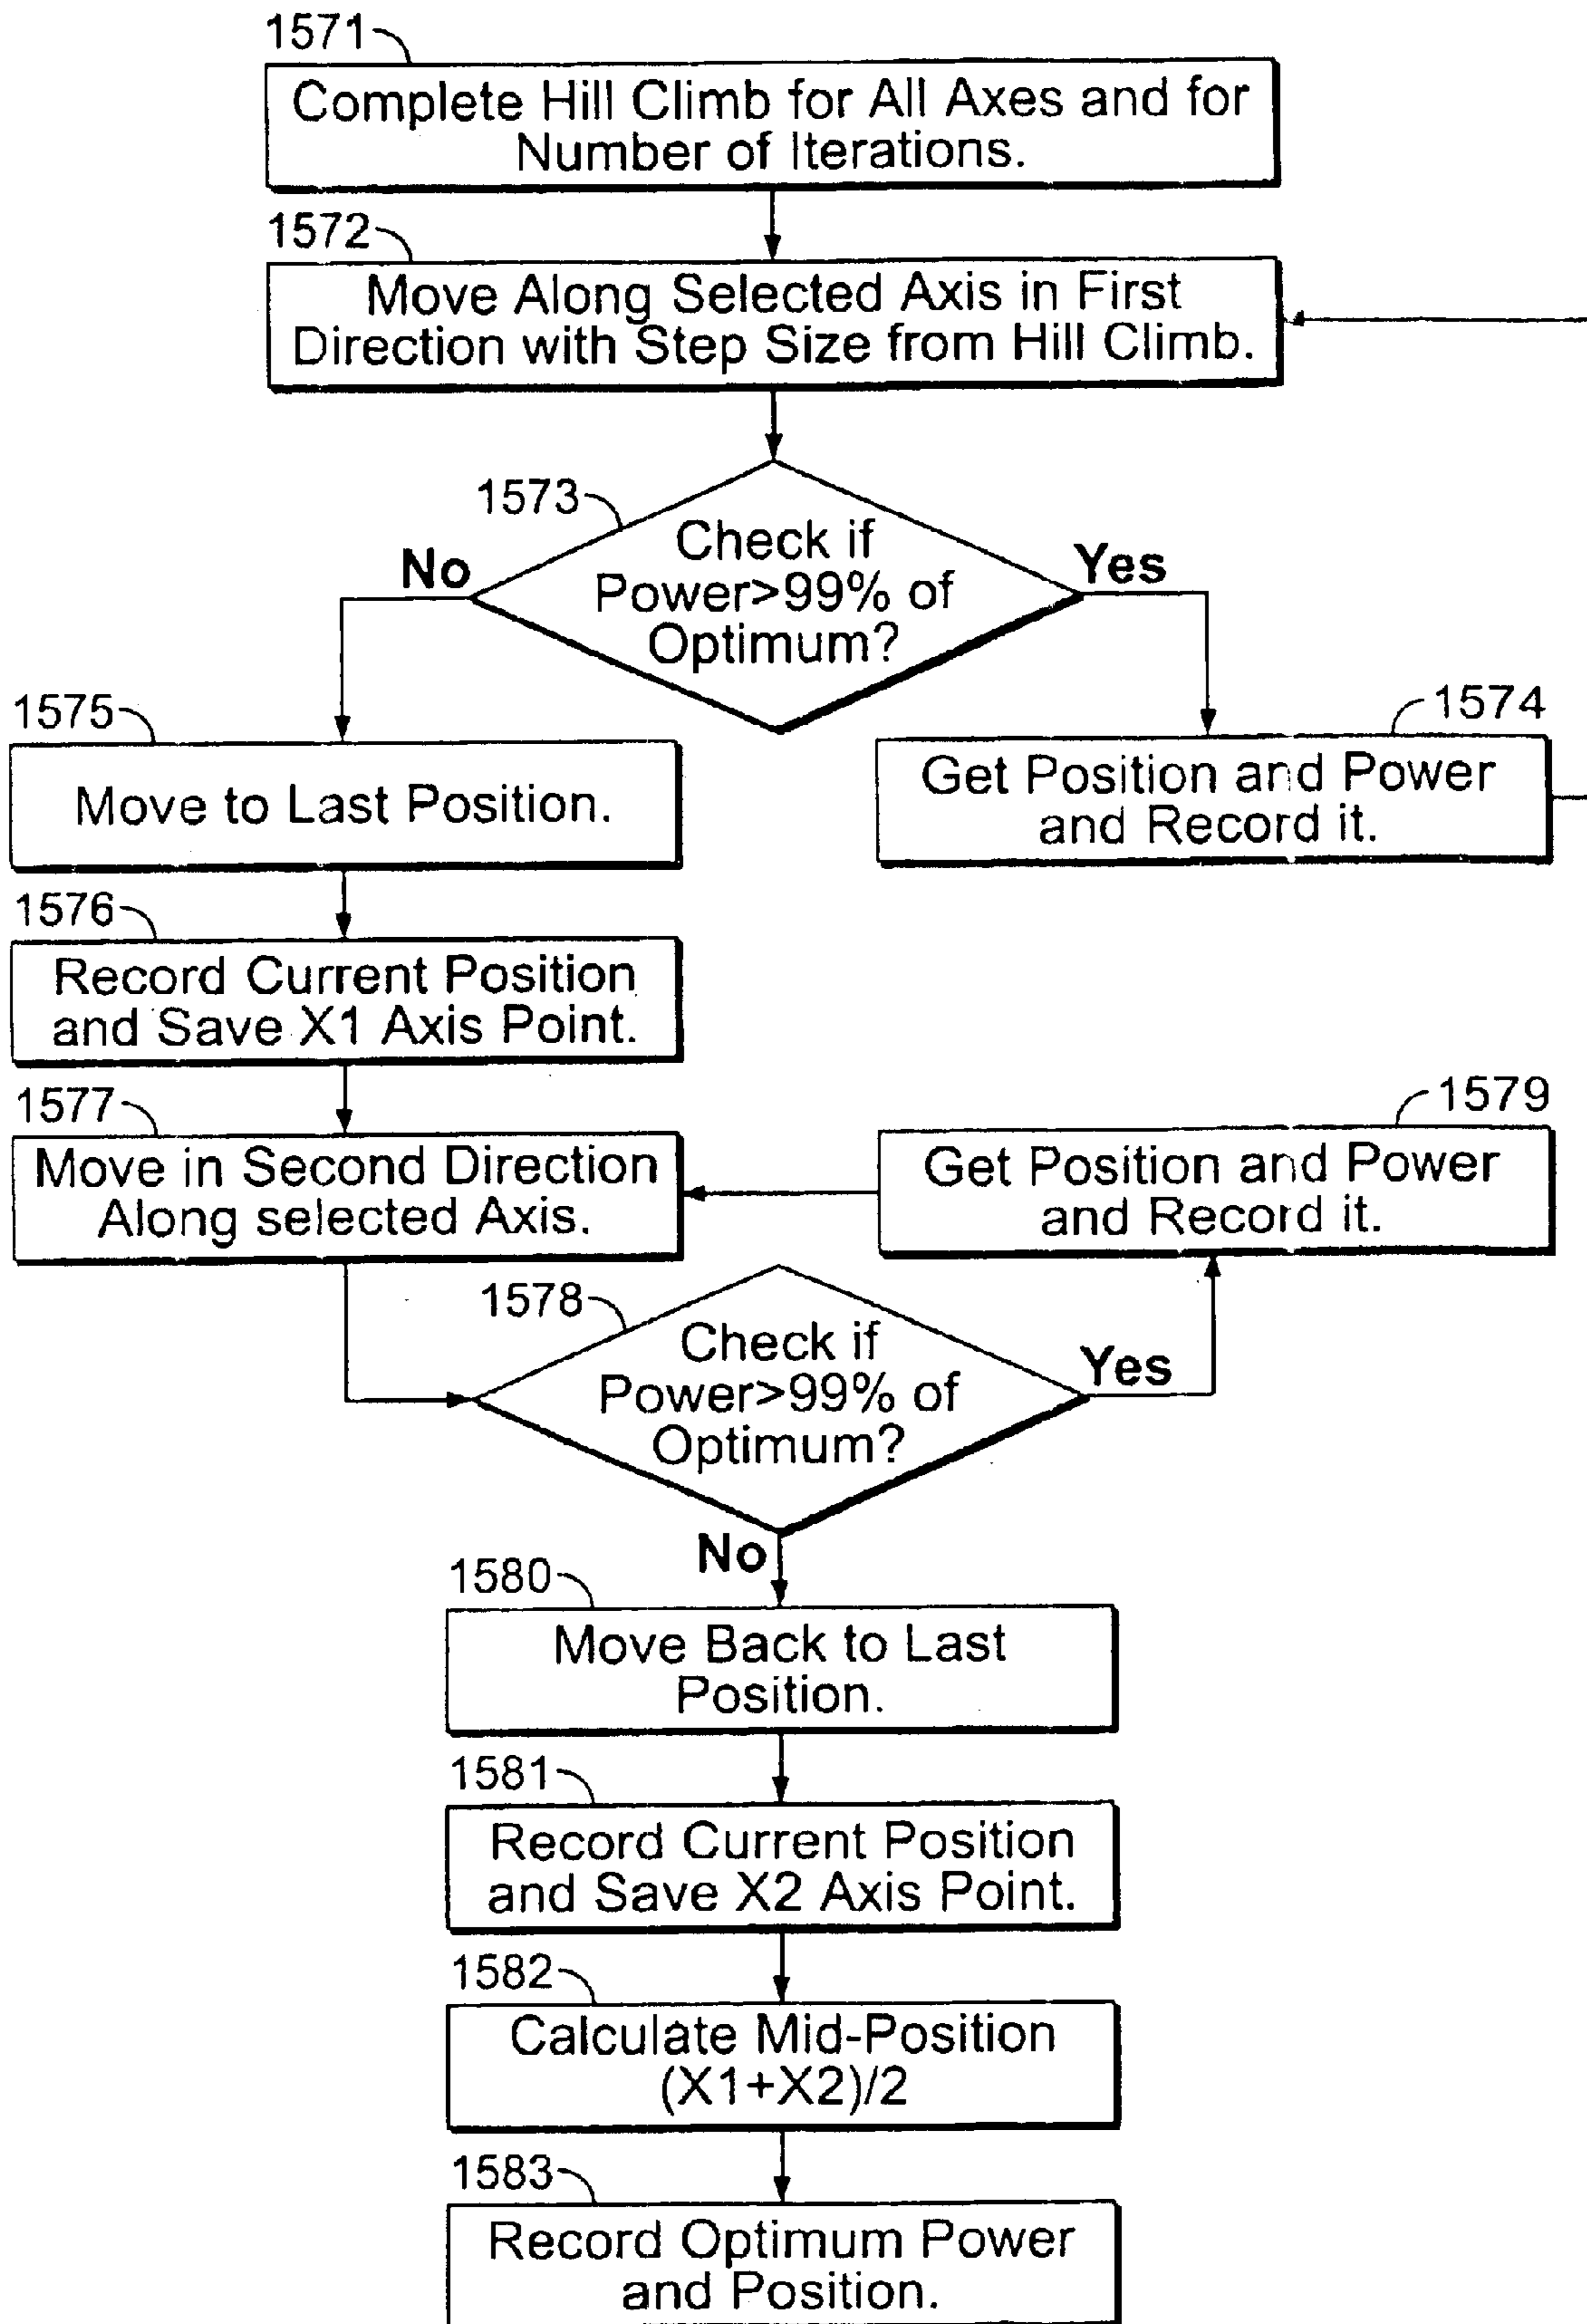 1571
Complete Hill Climb for All Axes and for
Number of Iterations.
1572
Move Along Selected Axis in First
Direction with Step Size from Hill Climb.
1573
Check if
Power>99% of
Optimum?
No
Yes
1575
Move to Last Position.
1574
Get Position and Power
and Record it.
1576
Record Current Position
and Save X1 Axis Point.
1577
Move in Second Direction
Along selected Axis.
1579
Get Position and Power
and Record it.
1578
Check if
Power>99% of
Optimum?
Yes
No
1580
Move Back to Last
Position.
1581
Record Current Position
and Save X2 Axis Point.
1582
Calculate Mid-Position
(X1+X2)/2
1583
Record Optimum Power
and Position.